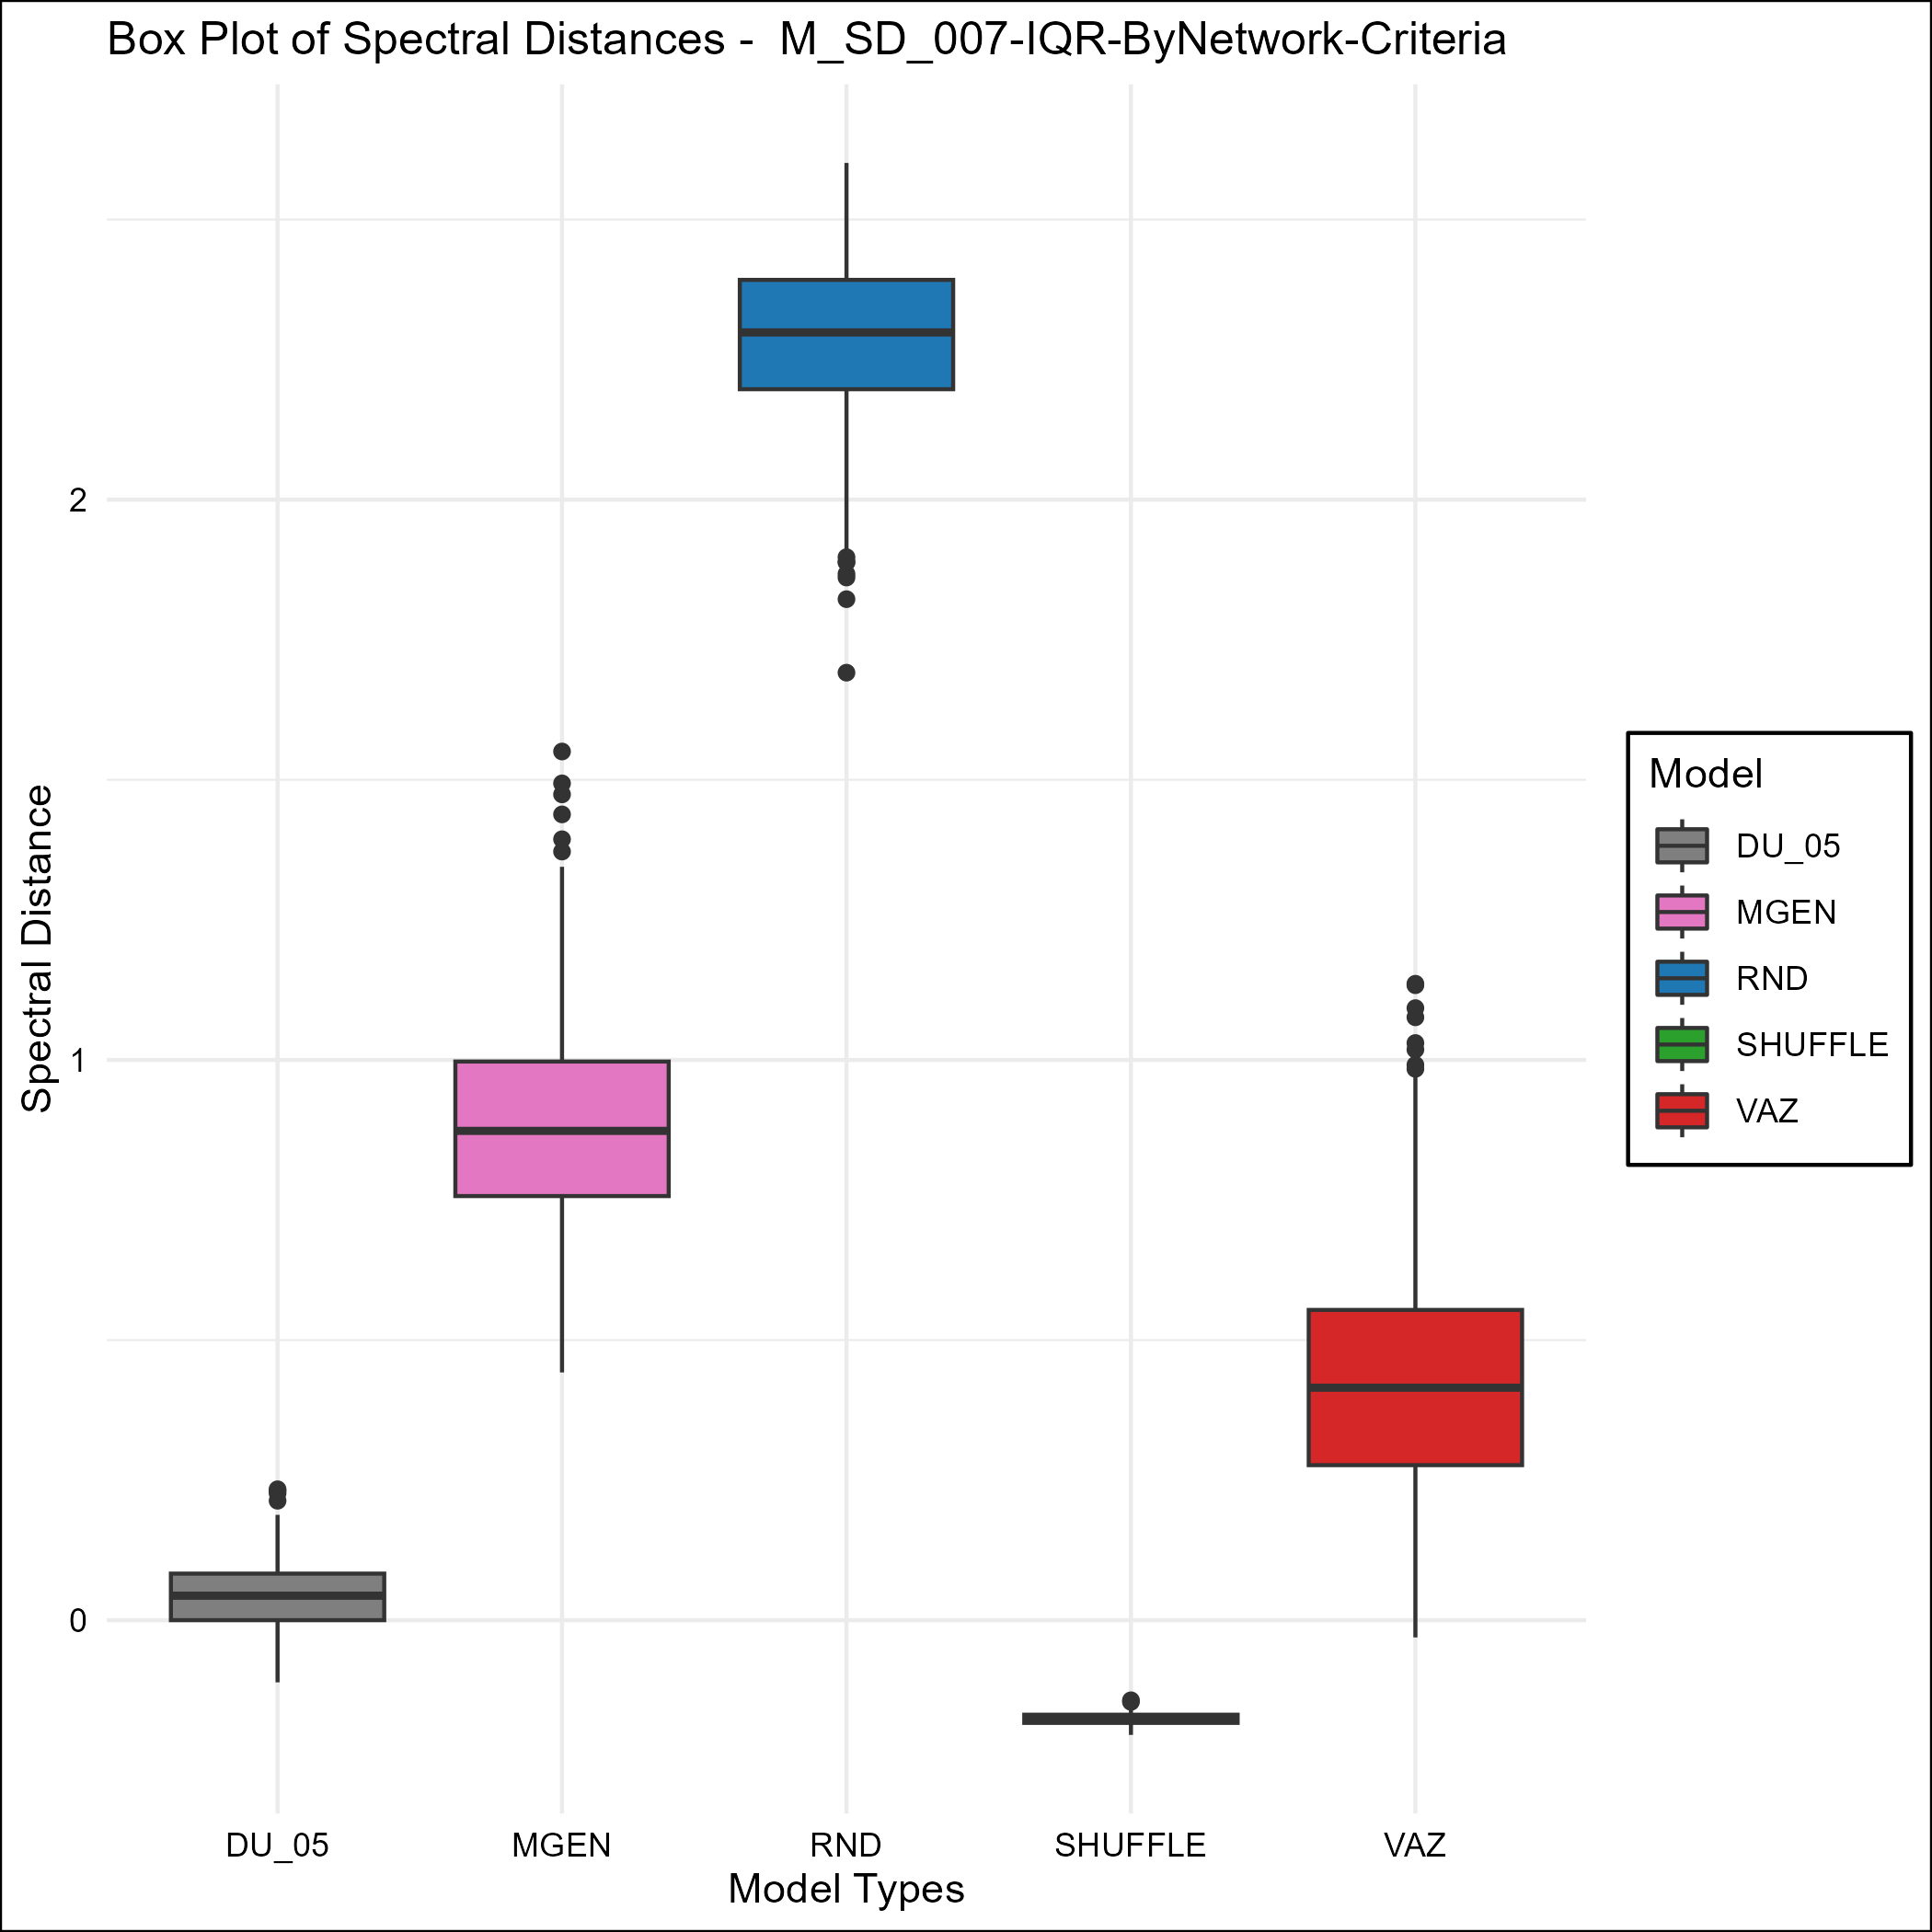 Box Plot of Spectral Distances -  M_SD_007-IQR-ByNetwork-Criteria
Spectral Distance
2
1
0
DU_05 MGEN RND SHUFFLE VAZ
Model Types
Model
DU_05
MGEN
RND
SHUFFLE
VAZ